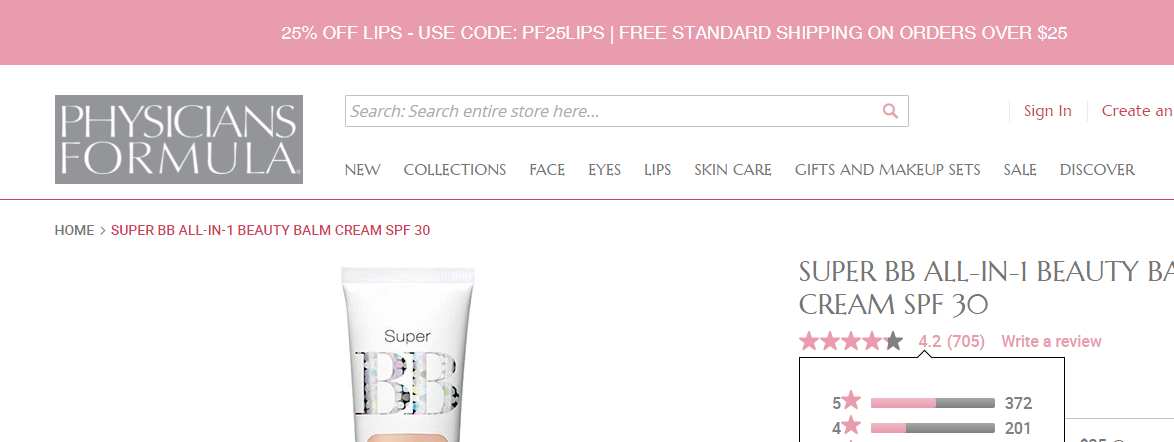 25% OFF LIPS - USE CODE: PF25LIPS | FREE STANDARD SHIPPING ON ORDERS OVER $25
PHYSICIANS
FORMULA®
Search: Search entire store here...
Sign In
Create an
NEW COLLECTIONS FACE EYES LIPS SKIN CARE GIFTS AND MAKEUP SETS SALE DISCOVER
HOME > SUPER BB ALL-IN-1 BEAUTY BALM CREAM SPF 30
Super
BB
SUPER BB ALL-IN-1 BEAUTY BA
CREAM SPF 30
4.2 (705) Write a review
5★ 372
4★ 201